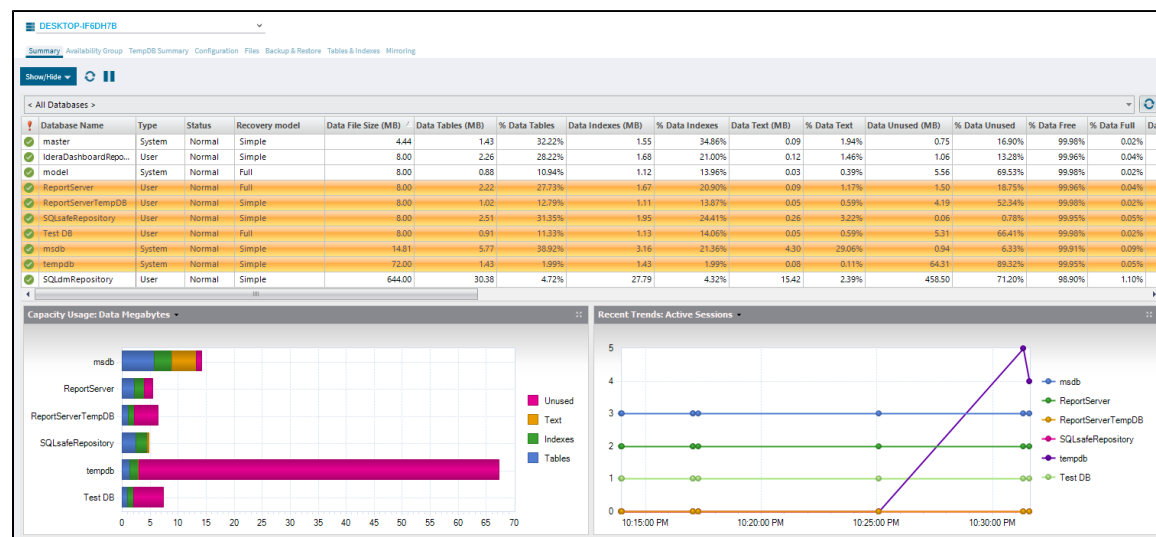 DESKTOP-IF6DH7B
Summary Availability Group TempDB Summary Configuration Files Backup & Restore Tables & Indexes Mirroring
Show/Hide
< All Databases >
Database Name Type Status Recovery model Data File Size (MB) Data Tables (MB) % Data Tables Data Indexes (MB) % Data Indexes Data Text (MB) % Data Text Data Unused (MB) % Data Unused % Data Free % Data Full Da
master System Normal Simple 4.44 1.43 32.22% 1.55 34.86% 0.09 1.94% 0.75 16.90% 99.98% 0.02%
IderaDashboardRepo... User Normal Simple 8.00 2.26 28.22% 1.68 21.00% 0.12 1.46% 1.06 13.28% 99.96% 0.04%
model System Normal Full 8.00 0.88 10.94% 1.12 13.96% 0.03 0.39% 5.56 69.53% 99.98% 0.02%
ReportServer User Normal Full 8.00 2.22 27.73% 1.67 20.90% 0.09 1.17% 1.50 18.75% 99.96% 0.04%
ReportServerTempDB User Normal Simple 8.00 1.02 12.79% 1.11 13.87% 0.05 0.59% 4.19 52.34% 99.98% 0.02%
SQLsafeRepository User Normal Simple 8.00 2.51 31.35% 1.95 24.41% 0.26 3.22% 0.06 0.78% 99.95% 0.05%
Test DB User Normal Full 8.00 0.91 11.33% 1.13 14.06% 0.05 0.59% 5.31 66.41% 99.98% 0.02%
msdb System Normal Simple 14.81 5.77 38.92% 3.16 21.36% 4.30 29.06% 0.94 6.33% 99.91% 0.09%
tempdb System Normal Simple 72.00 1.43 1.99% 1.43 1.99% 0.08 0.11% 64.31 89.32% 99.95% 0.05%
SQLdmRepository User Normal Simple 644.00 30.38 4.72% 27.79 4.32% 15.42 2.39% 458.50 71.20% 98.90% 1.10%
Capacity Usage: Data Megabytes
msdb
ReportServer
ReportServerTempDB
SQLsafeRepository
tempdb
Test DB
0 5 10 15 20 25 30 35 40 45 50 55 60 65 70
Unused
Text
Indexes
Tables
Recent Trends: Active Sessions
5
4
3
2
1
0
10:15:00 PM 10:20:00 PM 10:25:00 PM 10:30:00 PM
msdb
ReportServer
ReportServerTempDB
SQLsafeRepository
tempdb
Test DB